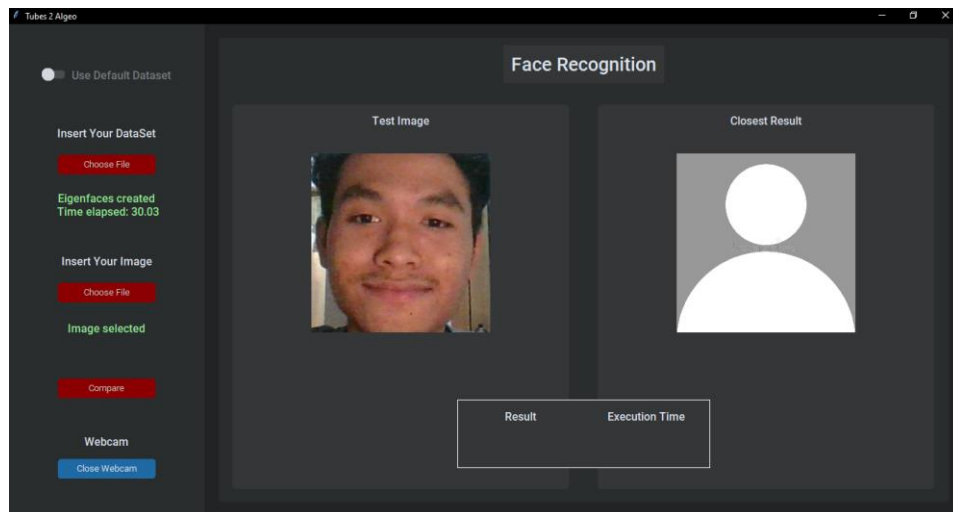 Tubes 2 Algeo
Use Default Dataset
Insert Your DataSet
Choose File
Eigenfaces created
Time elapsed: 30.03
Insert Your Image
Choose File
Image selected
Compare
Webcam
Close Webcam
Face Recognition
Test Image
Closest Result
Result Execution Time